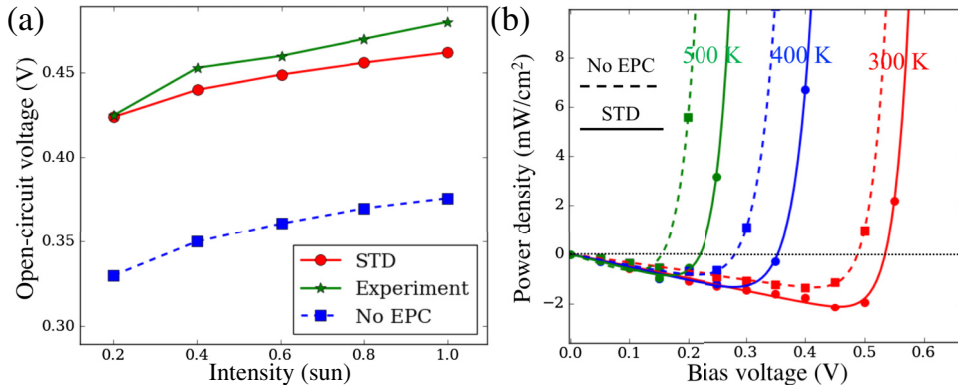 (a)
Open-circuit voltage (V)
0.45
0.40
0.35
0.30
0.2
0.4
0.6
0.8
1.0
Intensity (sun)
STD
Experiment
No EPC
(b)
Power density (mW/cm²)
8
6
4
2
0
−2
0.0
0.1
0.2
0.3
0.4
0.5
0.6
Bias voltage (V)
No EPC
STD
500 K
400 K
300 K